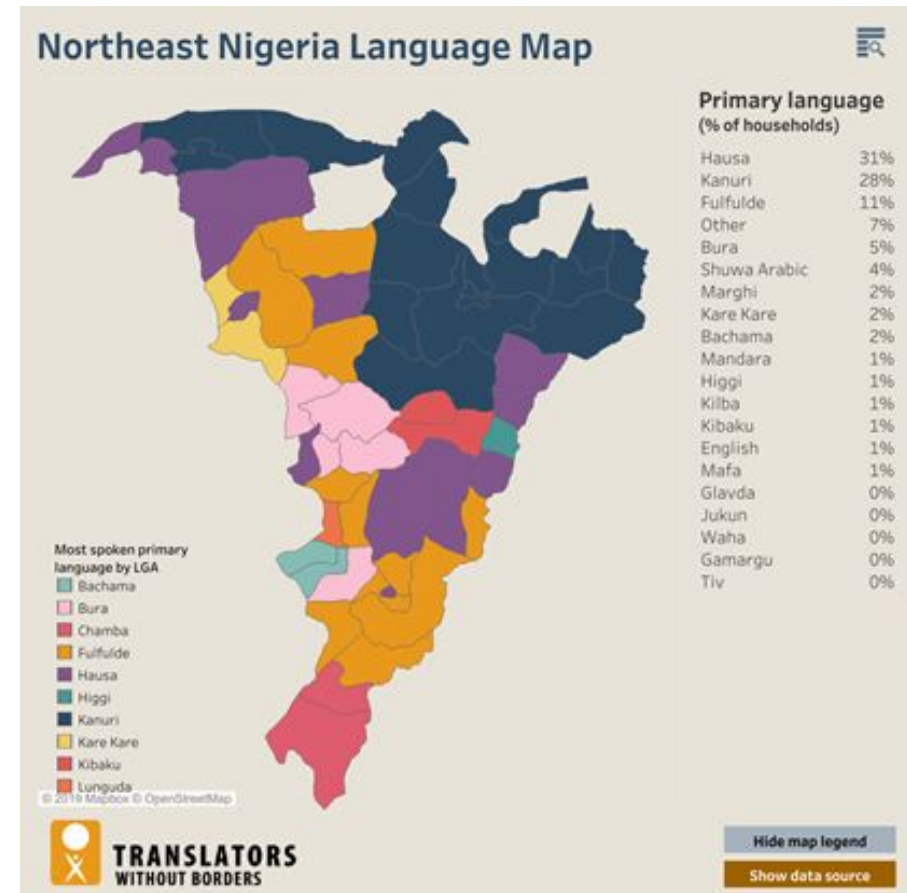 Northeast Nigeria Language Map
Primary language
(% of households)
Hausa 31%
Kanuri 28%
Fulfulde 11%
Other 7%
Bura 5%
Shuwa Arabic 4%
Marghi 2%
Kare Kare 2%
Bachama 2%
Mandara 1%
Higgi 1%
Kilba 1%
Kibaku 1%
English 1%
Mafa 1%
Glavda 0%
Jukun 0%
Waha 0%
Gamargu 0%
Tiv 0%
Most spoken primary
language by LGA
Bachama
Bura
Chamba
Fulfulde
Hausa
Higgi
Kanuri
Kare Kare
Kibaku
Lunguda
© 2019 Mapbox © OpenStreetMap
TRANSLATORS
WITHOUT BORDERS
Hide map legend
Show data source